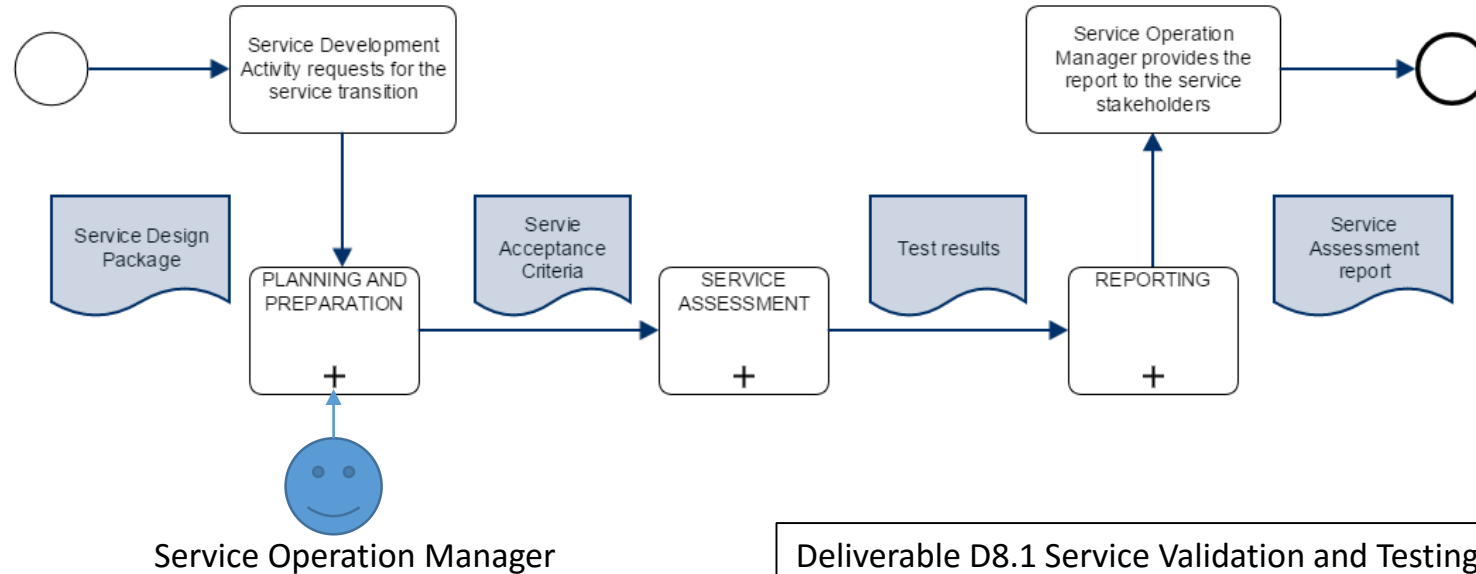 Service Development
Activity requests for the
service transition
Service Operation
Manager provides the
report to the service
stakeholders
Service Design
Package
Servie
Acceptance
Criteria
Test results
Service
Assessment
report
PLANNING AND
PREPARATION
SERVICE
ASSESSMENT
REPORTING
Service Operation Manager
Deliverable D8.1 Service Validation and Testing